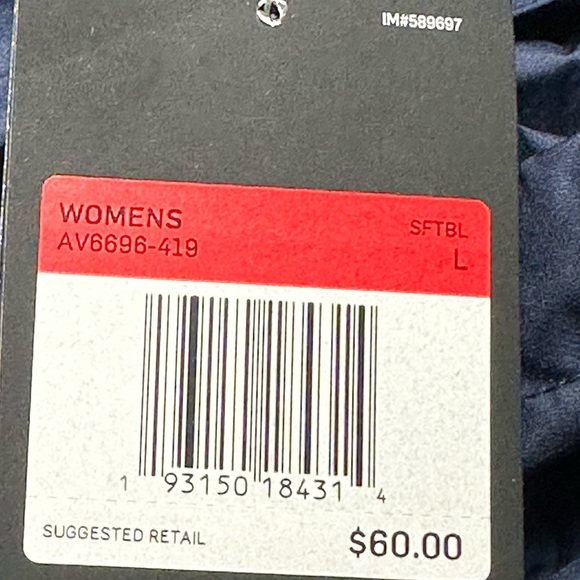 IM#589697
WOMENS SFTBL
AV6696-419 L
1 93150 18431 4
SUGGESTED RETAIL $60.00